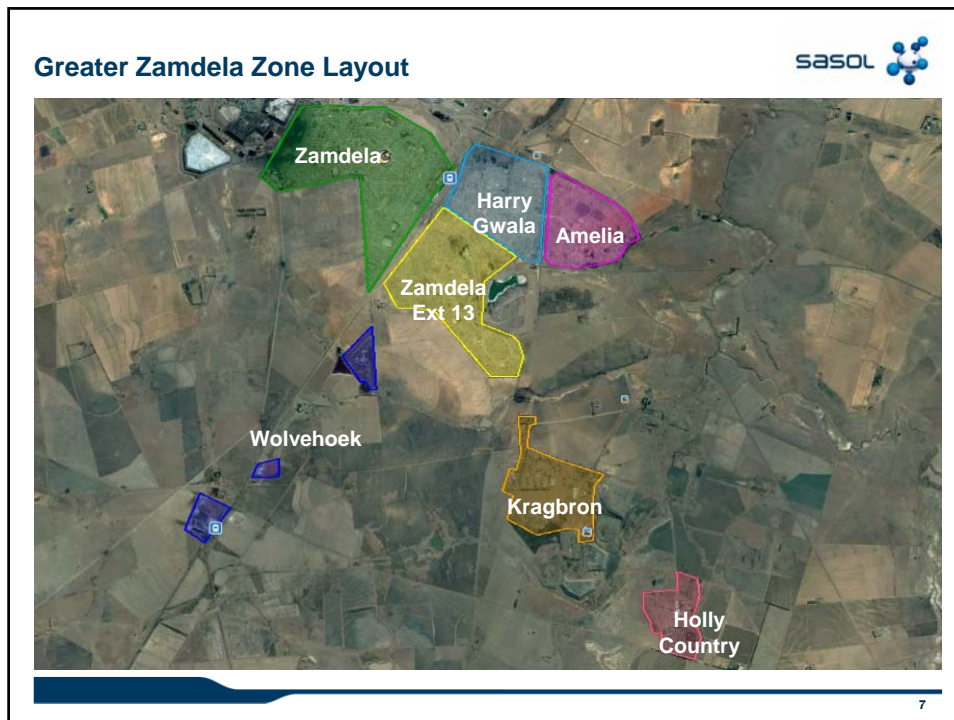 Greater Zamdela Zone Layout
sasol
Zamdela
Harry
Gwala
Amelia
Zamdela
Ext 13
Wolvehoek
Kragbron
Holly
Country
7